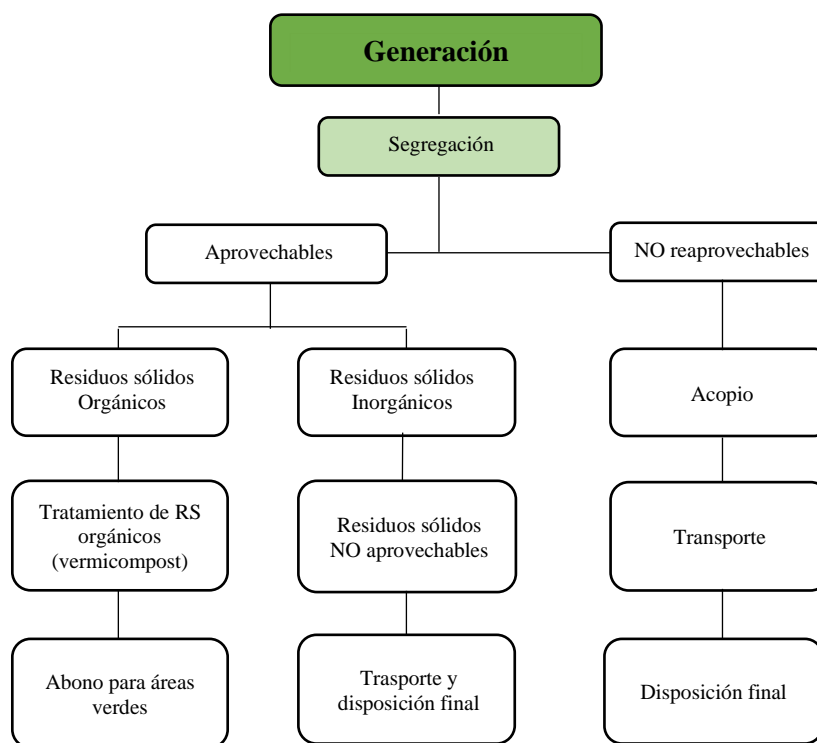 Generación
Segregación
Aprovechables
NO reaprovechables
Residuos sólidos
Orgánicos
Residuos sólidos
Inorgánicos
Acopio
Tratamiento de RS
orgánicos
(vermicompost)
Residuos sólidos
NO aprovechables
Transporte
Abono para áreas
verdes
Trasporte y
disposición final
Disposición final